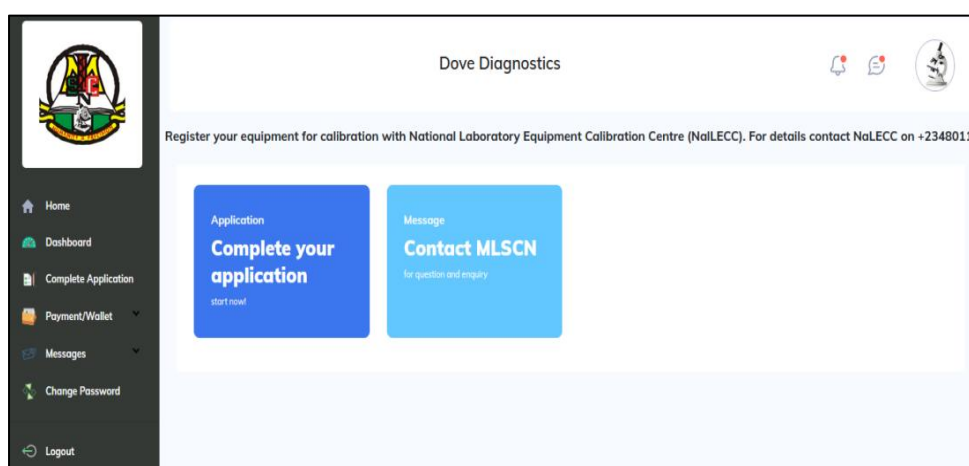 Dove Diagnostics
Register your equipment for calibration with National Laboratory Equipment Calibration Centre (NalLECC). For details contact NaLECC on +2348011
Home
Dashboard
Complete Application
Payment/Wallet
Messages
Change Password
Logout
Application
Complete your
application
start now!
Message
Contact MLSCN
for question and enquiry